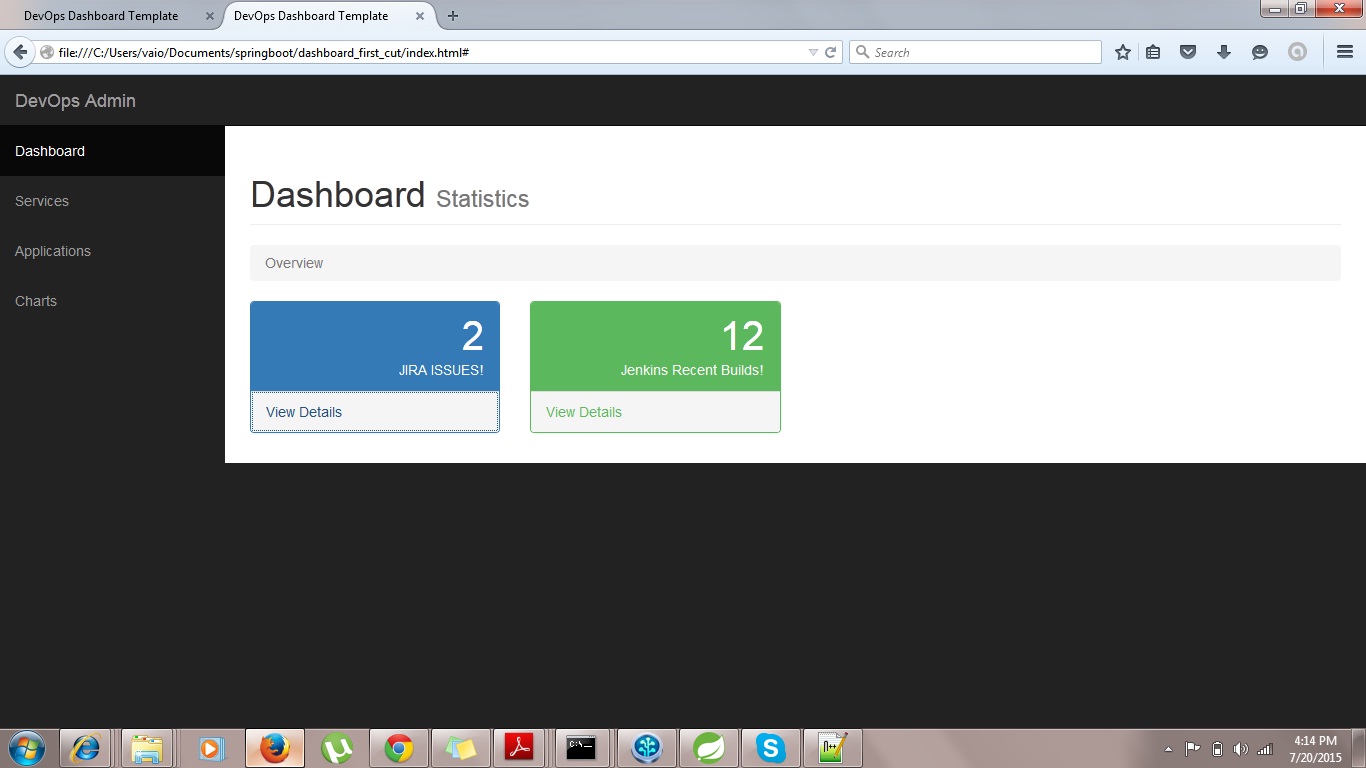 DevOps Dashboard Template
DevOps Dashboard Template
file:///C:/Users/vaio/Documents/springboot/dashboard_first_cut/index.html#
Search
DevOps Admin
Dashboard
Services
Applications
Charts
Dashboard Statistics
Overview
2
JIRA ISSUES!
View Details
12
Jenkins Recent Builds!
View Details
4:14 PM
7/20/2015